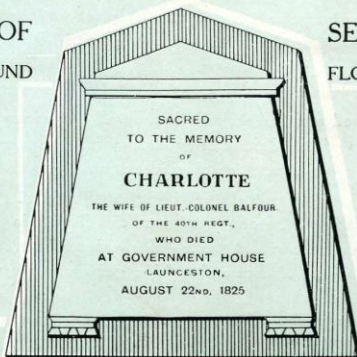 OF
SE
UND
FLO
SACRED
TO THE MEMORY
OF
CHARLOTTE
THE WIFE OF LIEUT.-COLONEL BALFOUR
OF THE 40TH REGT.,
WHO DIED
AT GOVERNMENT HOUSE
LAUNCESTON,
AUGUST 22ND, 1825